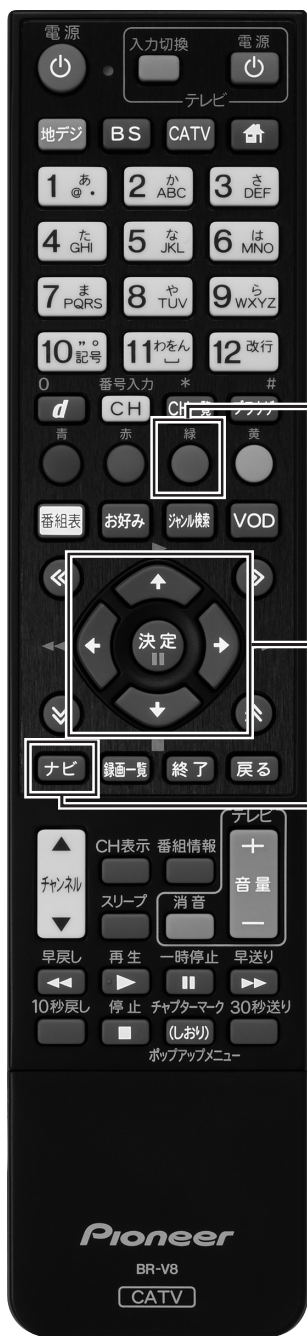 電源 入力切換 電源
テレビ
地デジ BS CATV
1 あ @. 2 か ABC 3 さ DEF
4 た GHI 5 な JKL 6 は MNO
7 ま PQRS 8 や TUV 9 ら WXYZ
10 ゛゜記号 11 わをん 12 改行
0 番号入力 * #
d CH
青 赤 緑 黄
番組表 お好み ジャンル検索 VOD
決定
ナビ 録画一覧 終了 戻る
テレビ
チャンネル CH表示 番組情報 + 音量 −
スリープ 消音
早戻し 再生 一時停止 早送り
10秒戻し 停止 チャプターマーク 30秒送り
(しおり)
ポップアップメニュー
Pioneer
BR-V8
CATV